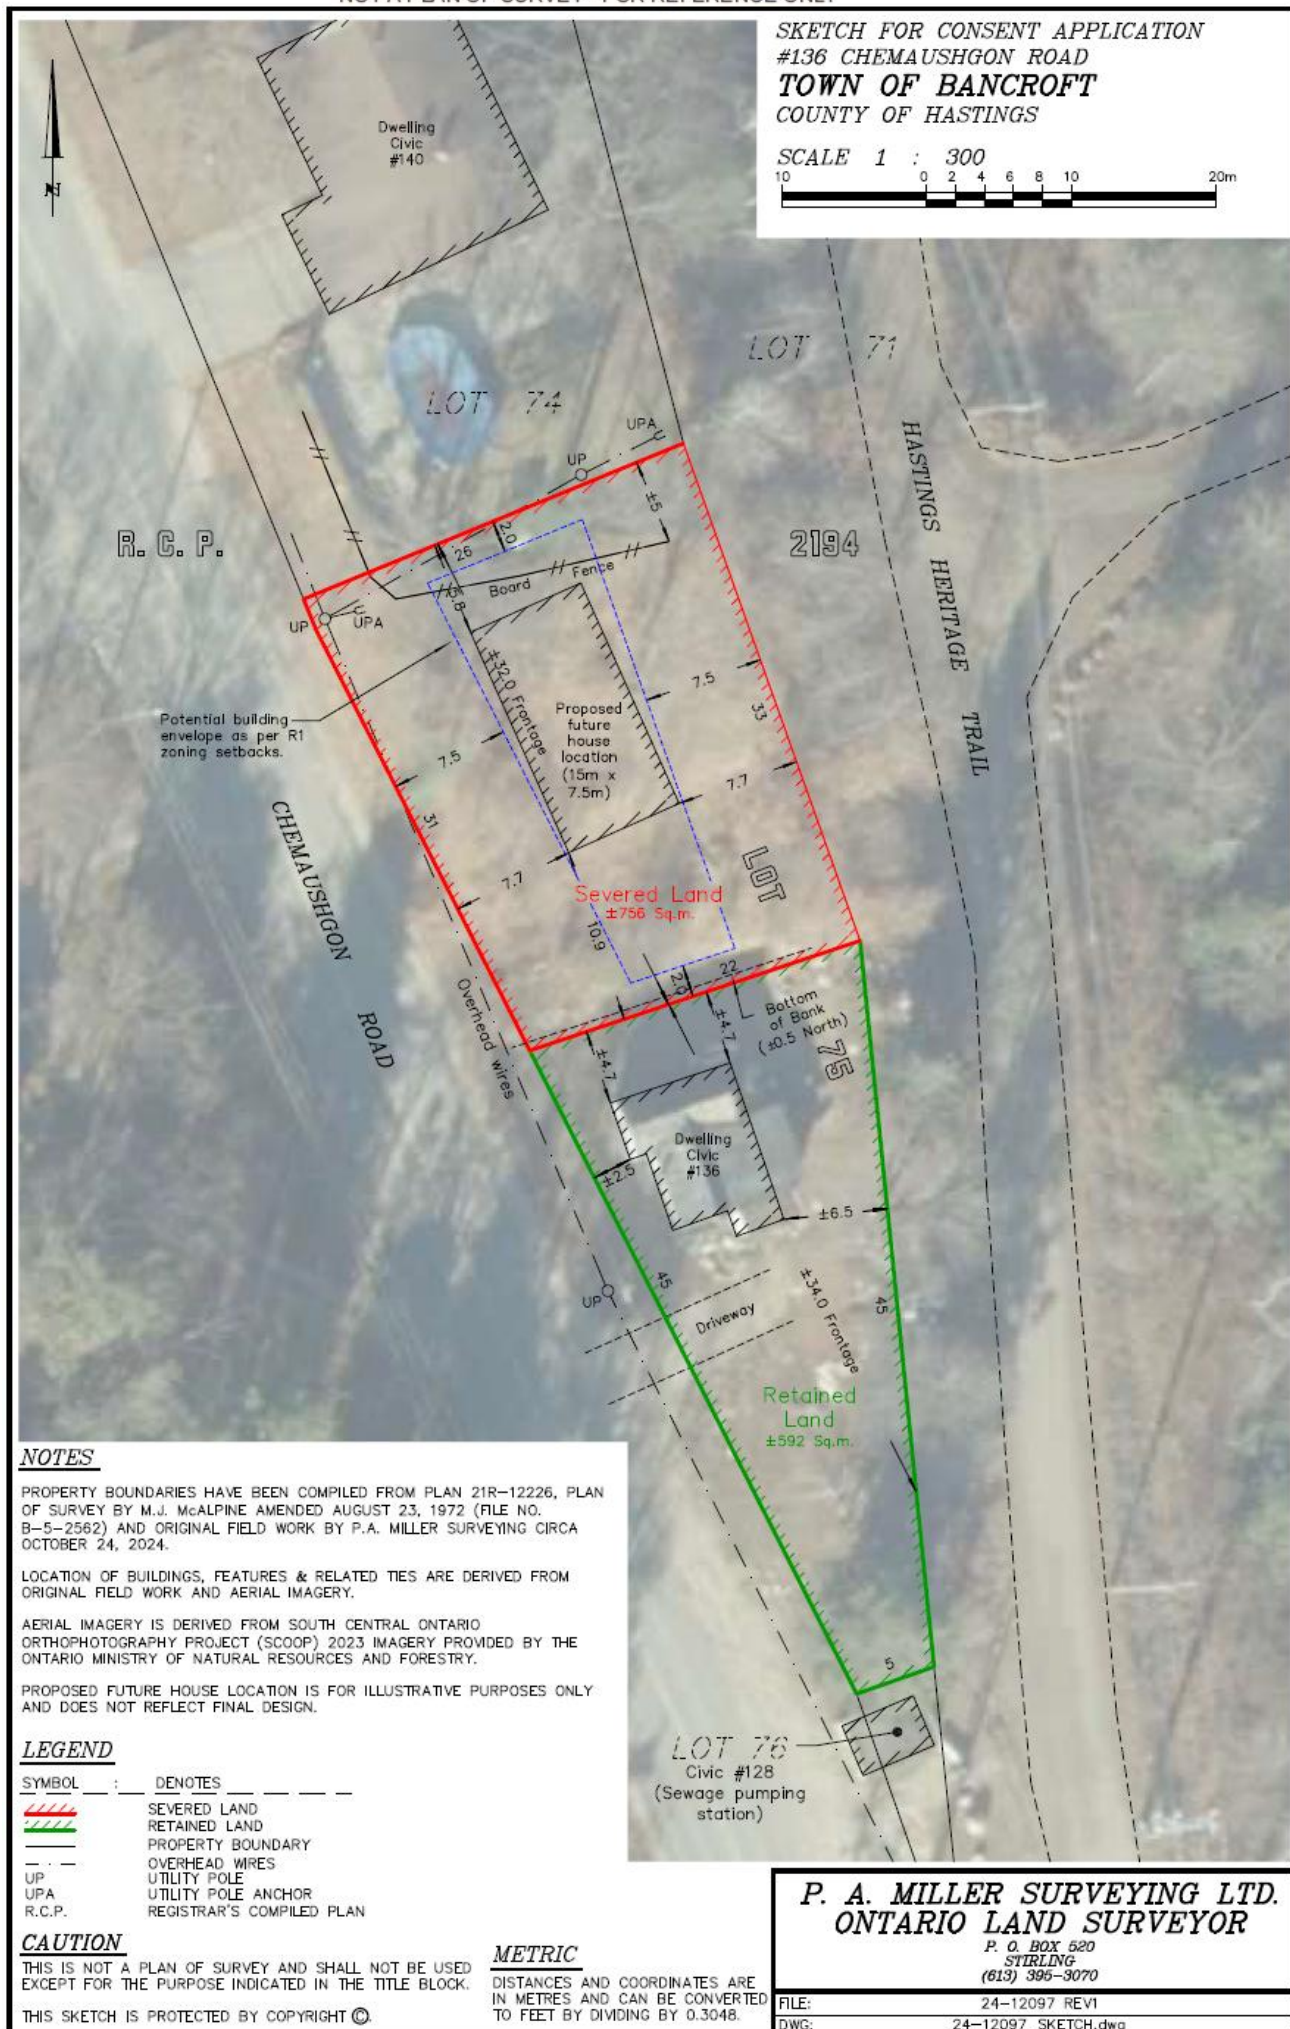 SKETCH FOR CONSENT APPLICATION
#136 CHEMAUSHGON ROAD
TOWN OF BANCROFT
COUNTY OF HASTINGS
SCALE 1 : 300
10 0 2 4 6 8 10 20m
N
Dwelling
Civic
#140
LOT 74
LOT 71
UPA
UP
±5
R. C. P.
2194
HASTINGS HERITAGE TRAIL
26
2.0
Board Fence
UP
UPA
±32.0 Frontage
Potential building
envelope as per R1
zoning setbacks.
Proposed
future
house
location
(15m x
7.5m)
7.5
33
7.5
7.7
31
7.7
CHEMAUSHGON ROAD
Severed Land
±756 Sq.m.
LOT 75
10.9
22
2.0
Overhead wires
Bottom
of Bank
(±0.5 North)
±4.7
±4.7
Dwelling
Civic
#136
±2.5
±6.5
UP
45
Driveway
±34.0 Frontage
45
Retained
Land
±592 Sq.m.
5
LOT 76
Civic #128
(Sewage pumping
station)
NOTES
PROPERTY BOUNDARIES HAVE BEEN COMPILED FROM PLAN 21R-12226, PLAN
OF SURVEY BY M.J. McALPINE AMENDED AUGUST 23, 1972 (FILE NO.
B-5-2562) AND ORIGINAL FIELD WORK BY P.A. MILLER SURVEYING CIRCA
OCTOBER 24, 2024.
LOCATION OF BUILDINGS, FEATURES & RELATED TIES ARE DERIVED FROM
ORIGINAL FIELD WORK AND AERIAL IMAGERY.
AERIAL IMAGERY IS DERIVED FROM SOUTH CENTRAL ONTARIO
ORTHOPHOTOGRAPHY PROJECT (SCOOP) 2023 IMAGERY PROVIDED BY THE
ONTARIO MINISTRY OF NATURAL RESOURCES AND FORESTRY.
PROPOSED FUTURE HOUSE LOCATION IS FOR ILLUSTRATIVE PURPOSES ONLY
AND DOES NOT REFLECT FINAL DESIGN.
LEGEND
SYMBOL : DENOTES
SEVERED LAND
RETAINED LAND
PROPERTY BOUNDARY
OVERHEAD WIRES
UP UTILITY POLE
UPA UTILITY POLE ANCHOR
R.C.P. REGISTRAR'S COMPILED PLAN
CAUTION
THIS IS NOT A PLAN OF SURVEY AND SHALL NOT BE USED
EXCEPT FOR THE PURPOSE INDICATED IN THE TITLE BLOCK.
THIS SKETCH IS PROTECTED BY COPYRIGHT ©.
METRIC
DISTANCES AND COORDINATES ARE
IN METRES AND CAN BE CONVERTED
TO FEET BY DIVIDING BY 0.3048.
P. A. MILLER SURVEYING LTD.
ONTARIO LAND SURVEYOR
P. O. BOX 520
STIRLING
(613) 395-3070
FILE: 24-12097 REV1
DWG: 24-12097 SKETCH.dwg